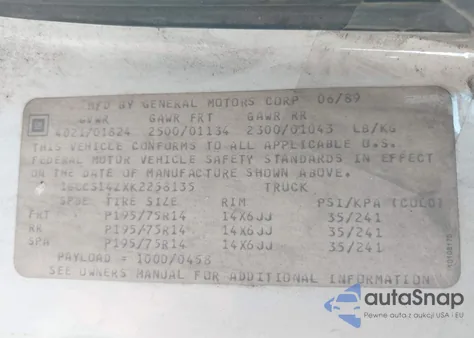 MFD BY GENERAL MOTORS CORP 06/89
GVWR GAWR FRT GAWR RR
4021/01824 2500/01134 2300/01043 LB/KG
THIS VEHICLE CONFORMS TO ALL APPLICABLE U.S.
FEDERAL MOTOR VEHICLE SAFETY STANDARDS IN EFFECT
ON THE DATE OF MANUFACTURE SHOWN ABOVE.
1GCCS14ZXK2258135 TRUCK
TIRE SIZE RIM PSI/KPA (COLD)
FRT P195/75R14 14X6JJ 35/241
RR P195/75R14 14X6JJ 35/241
SPA P195/75R14 14X6JJ 35/241
PAYLOAD = 1000/0458
SEE OWNERS MANUAL FOR ADDITIONAL INFORMATION
GM
autoSnap
Pewne auta z aukcji USA i EU